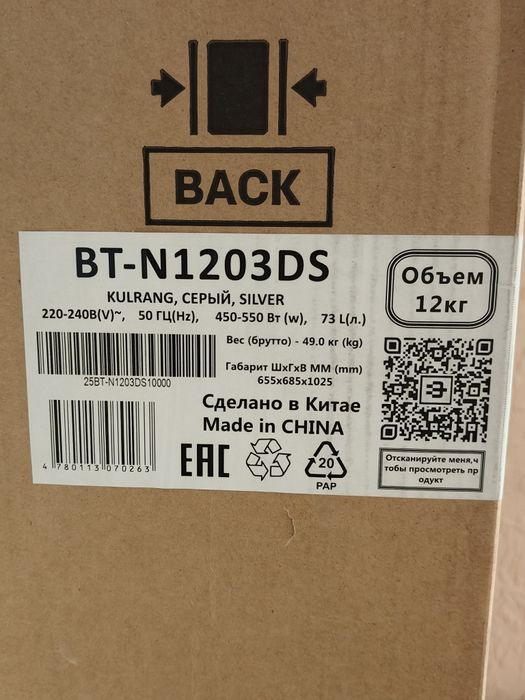 BACK
BT-N1203DS
KULRANG, СЕРЫЙ, SILVER
220-240В(V)~, 50 ГЦ(Hz), 450-550 Вт (w), 73 L(л.)
Вес (брутто) - 49.0 кг (kg)
Габарит ШхГхВ ММ (mm)
655x685x1025
25BT-N1203DS10000
Сделано в Китае
Made in CHINA
4 780113 070263
EAC
20
PAP
Объем
12кг
Отсканируйте меня,ч
тобы просмотреть пр
одукт